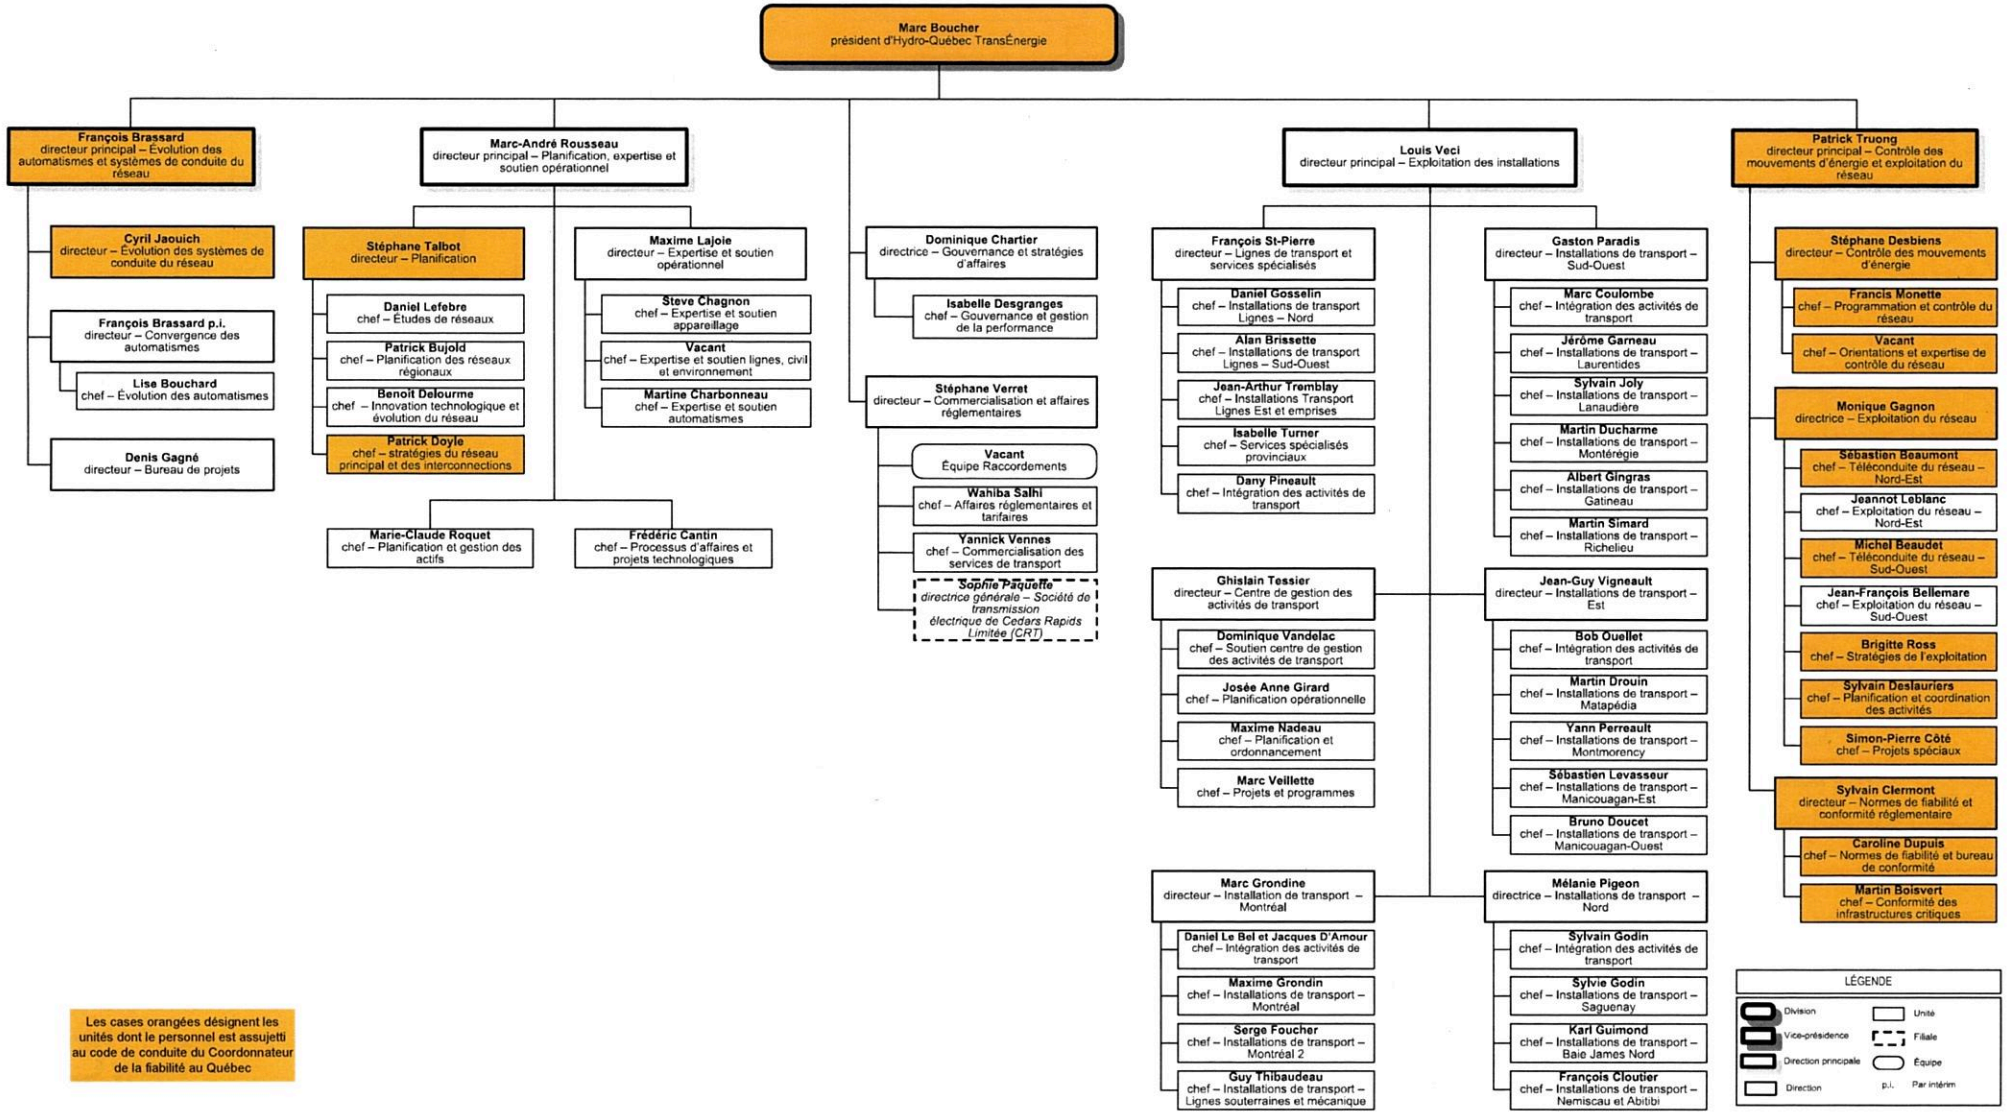 Marc Boucher
président d'Hydro-Québec TransÉnergie
François Brassard
directeur principal – Évolution des
automatismes et systèmes de conduite du
réseau
Cyril Jaouich
directeur – Évolution des systèmes de
conduite du réseau
François Brassard p.i.
directeur – Convergence des
automatismes
Lise Bouchard
chef – Évolution des automatismes
Denis Gagné
directeur – Bureau de projets
Marc-André Rousseau
directeur principal – Planification, expertise et
soutien opérationnel
Stéphane Talbot
directeur – Planification
Daniel Lefebre
chef – Études de réseaux
Patrick Bujold
chef – Planification des réseaux
régionaux
Benoît Delourme
chef – Innovation technologique et
évolution du réseau
Patrick Doyle
chef – stratégies du réseau
principal et des interconnections
Maxime Lajoie
directeur – Expertise et soutien
opérationnel
Steve Chagnon
chef – Expertise et soutien
appareillage
Vacant
chef – Expertise et soutien lignes, civil
et environnement
Martine Charbonneau
chef – Expertise et soutien
automatismes
Marie-Claude Roquet
chef – Planification et gestion des
actifs
Frédéric Cantin
chef – Processus d'affaires et
projets technologiques
Dominique Chartier
directrice – Gouvernance et stratégies
d'affaires
Isabelle Desgranges
chef – Gouvernance et gestion
de la performance
Stéphane Verret
directeur – Commercialisation et affaires
réglementaires
Vacant
Équipe Raccordements
Wahiba Salhi
chef – Affaires réglementaires et
tarifaires
Yannick Vennes
chef – Commercialisation des
services de transport
Sophie Paquette
directrice générale – Société de
transmission
électrique de Cedars Rapids
Limitée (CRT)
Louis Veci
directeur principal – Exploitation des installations
François St-Pierre
directeur – Lignes de transport et
services spécialisés
Daniel Gosselin
chef – Installations de transport
Lignes – Nord
Alan Brissette
chef – Installations de transport
Lignes – Sud-Ouest
Jean-Arthur Tremblay
chef – Installations Transport
Lignes Est et emprises
Isabelle Turner
chef – Services spécialisés
provinciaux
Dany Pineault
chef – Intégration des activités de
transport
Gaston Paradis
directeur – Installations de transport –
Sud-Ouest
Marc Coulombe
chef – Intégration des activités de
transport
Jérôme Garneau
chef – Installations de transport –
Laurentides
Sylvain Joly
chef – Installations de transport –
Lanaudière
Martin Ducharme
chef – Installations de transport –
Montérégie
Albert Gingras
chef – Installations de transport –
Gatineau
Martin Simard
chef – Installations de transport –
Richelieu
Ghislain Tessier
directeur – Centre de gestion des
activités de transport
Dominique Vandelac
chef – Soutien centre de gestion
des activités de transport
Josée Anne Girard
chef – Planification opérationnelle
Maxime Nadeau
chef – Planification et
ordonnancement
Marc Veillette
chef – Projets et programmes
Jean-Guy Vigneault
directeur – Installations de transport –
Est
Bob Ouellet
chef – Intégration des activités de
transport
Martin Drouin
chef – Installations de transport –
Matapédia
Yann Perreault
chef – Installations de transport –
Montmorency
Sébastien Levasseur
chef – Installations de transport –
Manicouagan-Est
Bruno Doucet
chef – Installations de transport –
Manicouagan-Ouest
Marc Grondine
directeur – Installation de transport –
Montréal
Daniel Le Bel et Jacques D'Amour
chef – Intégration des activités de
transport
Maxime Grondin
chef – Installations de transport –
Montréal
Serge Foucher
chef – Installations de transport –
Montréal 2
Guy Thibaudeau
chef – Installations de transport –
Lignes souterraines et mécanique
Mélanie Pigeon
directrice – Installations de transport –
Nord
Sylvain Godin
chef – Intégration des activités de
transport
Sylvie Godin
chef – Installations de transport –
Saguenay
Karl Guimond
chef – Installations de transport –
Baie James Nord
François Cloutier
chef – Installations de transport –
Nemiscau et Abitibi
Patrick Truong
directeur principal – Contrôle des
mouvements d'énergie et exploitation du
réseau
Stéphane Desbiens
directeur – Contrôle des mouvements
d'énergie
Francis Monette
chef – Programmation et contrôle du
réseau
Vacant
chef – Orientations et expertise de
contrôle du réseau
Monique Gagnon
directrice – Exploitation du réseau
Sébastien Beaumont
chef – Téléconduite du réseau –
Nord-Est
Jeannot Leblanc
chef – Exploitation du réseau –
Nord-Est
Michel Beaudet
chef – Téléconduite du réseau –
Sud-Ouest
Jean-François Bellemare
chef – Exploitation du réseau –
Sud-Ouest
Brigitte Ross
chef – Stratégies de l'exploitation
Sylvain Deslauriers
chef – Planification et coordination
des activités
Simon-Pierre Côté
chef – Projets spéciaux
Sylvain Clermont
directeur – Normes de fiabilité et
conformité réglementaire
Caroline Dupuis
chef – Normes de fiabilité et bureau
de conformité
Martin Boisvert
chef – Conformité des
infrastructures critiques
Les cases orangées désignent les
unités dont le personnel est assujetti
au code de conduite du Coordonnateur
de la fiabilité au Québec
LÉGENDE
Division
Vice-présidence
Direction principale
Direction
Unité
Filiale
Équipe
p.i. Par intérim